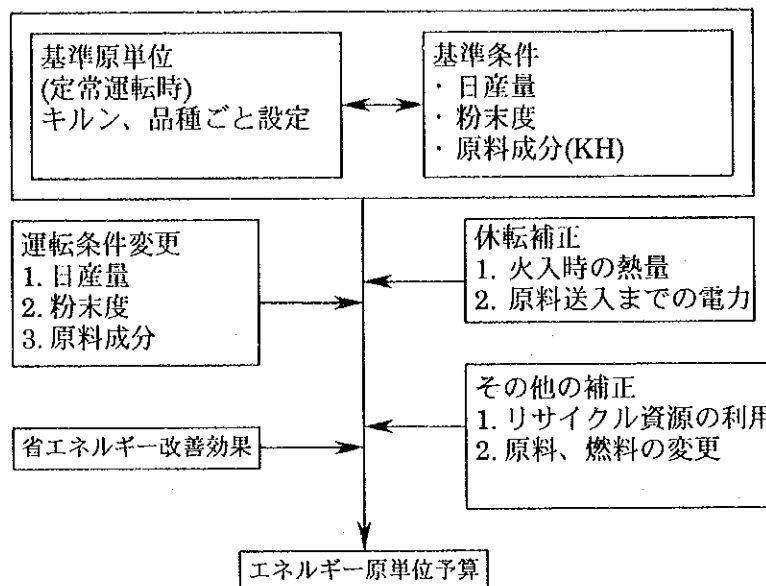 基準原単位
(定常運転時)
キルン、品種ごと設定
基準条件
・日産量
・粉末度
・原料成分(KH)
運転条件変更
1. 日産量
2. 粉末度
3. 原料成分
休転補正
1. 火入時の熱量
2. 原料送入までの電力
その他の補正
1. リサイクル資源の利用
2. 原料、燃料の変更
省エネルギー改善効果
エネルギー原単位予算